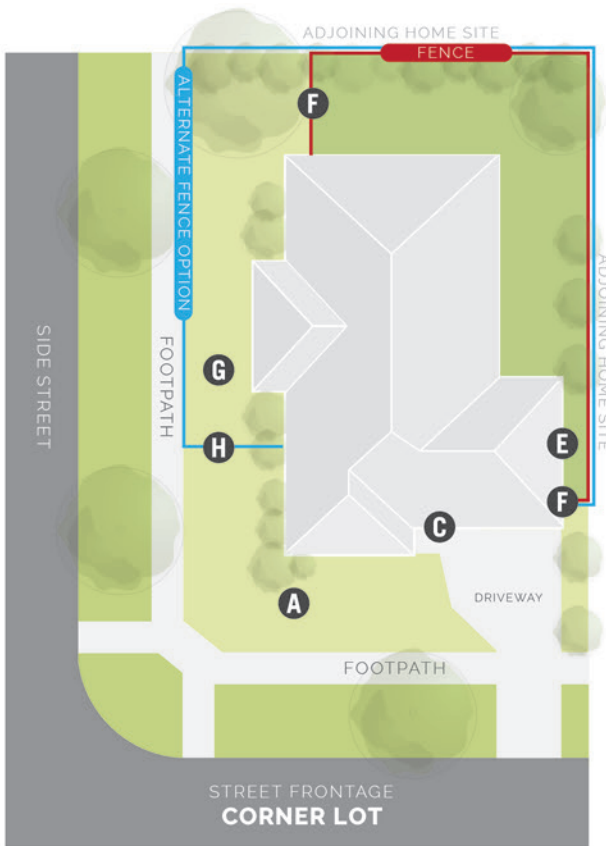 ADJOINING HOME SITE
FENCE
F
ALTERNATE FENCE OPTION
ADJOINING HOME SITE
SIDE STREET
FOOTPATH
G
H
E
F
C
A
DRIVEWAY
FOOTPATH
STREET FRONTAGE
CORNER LOT